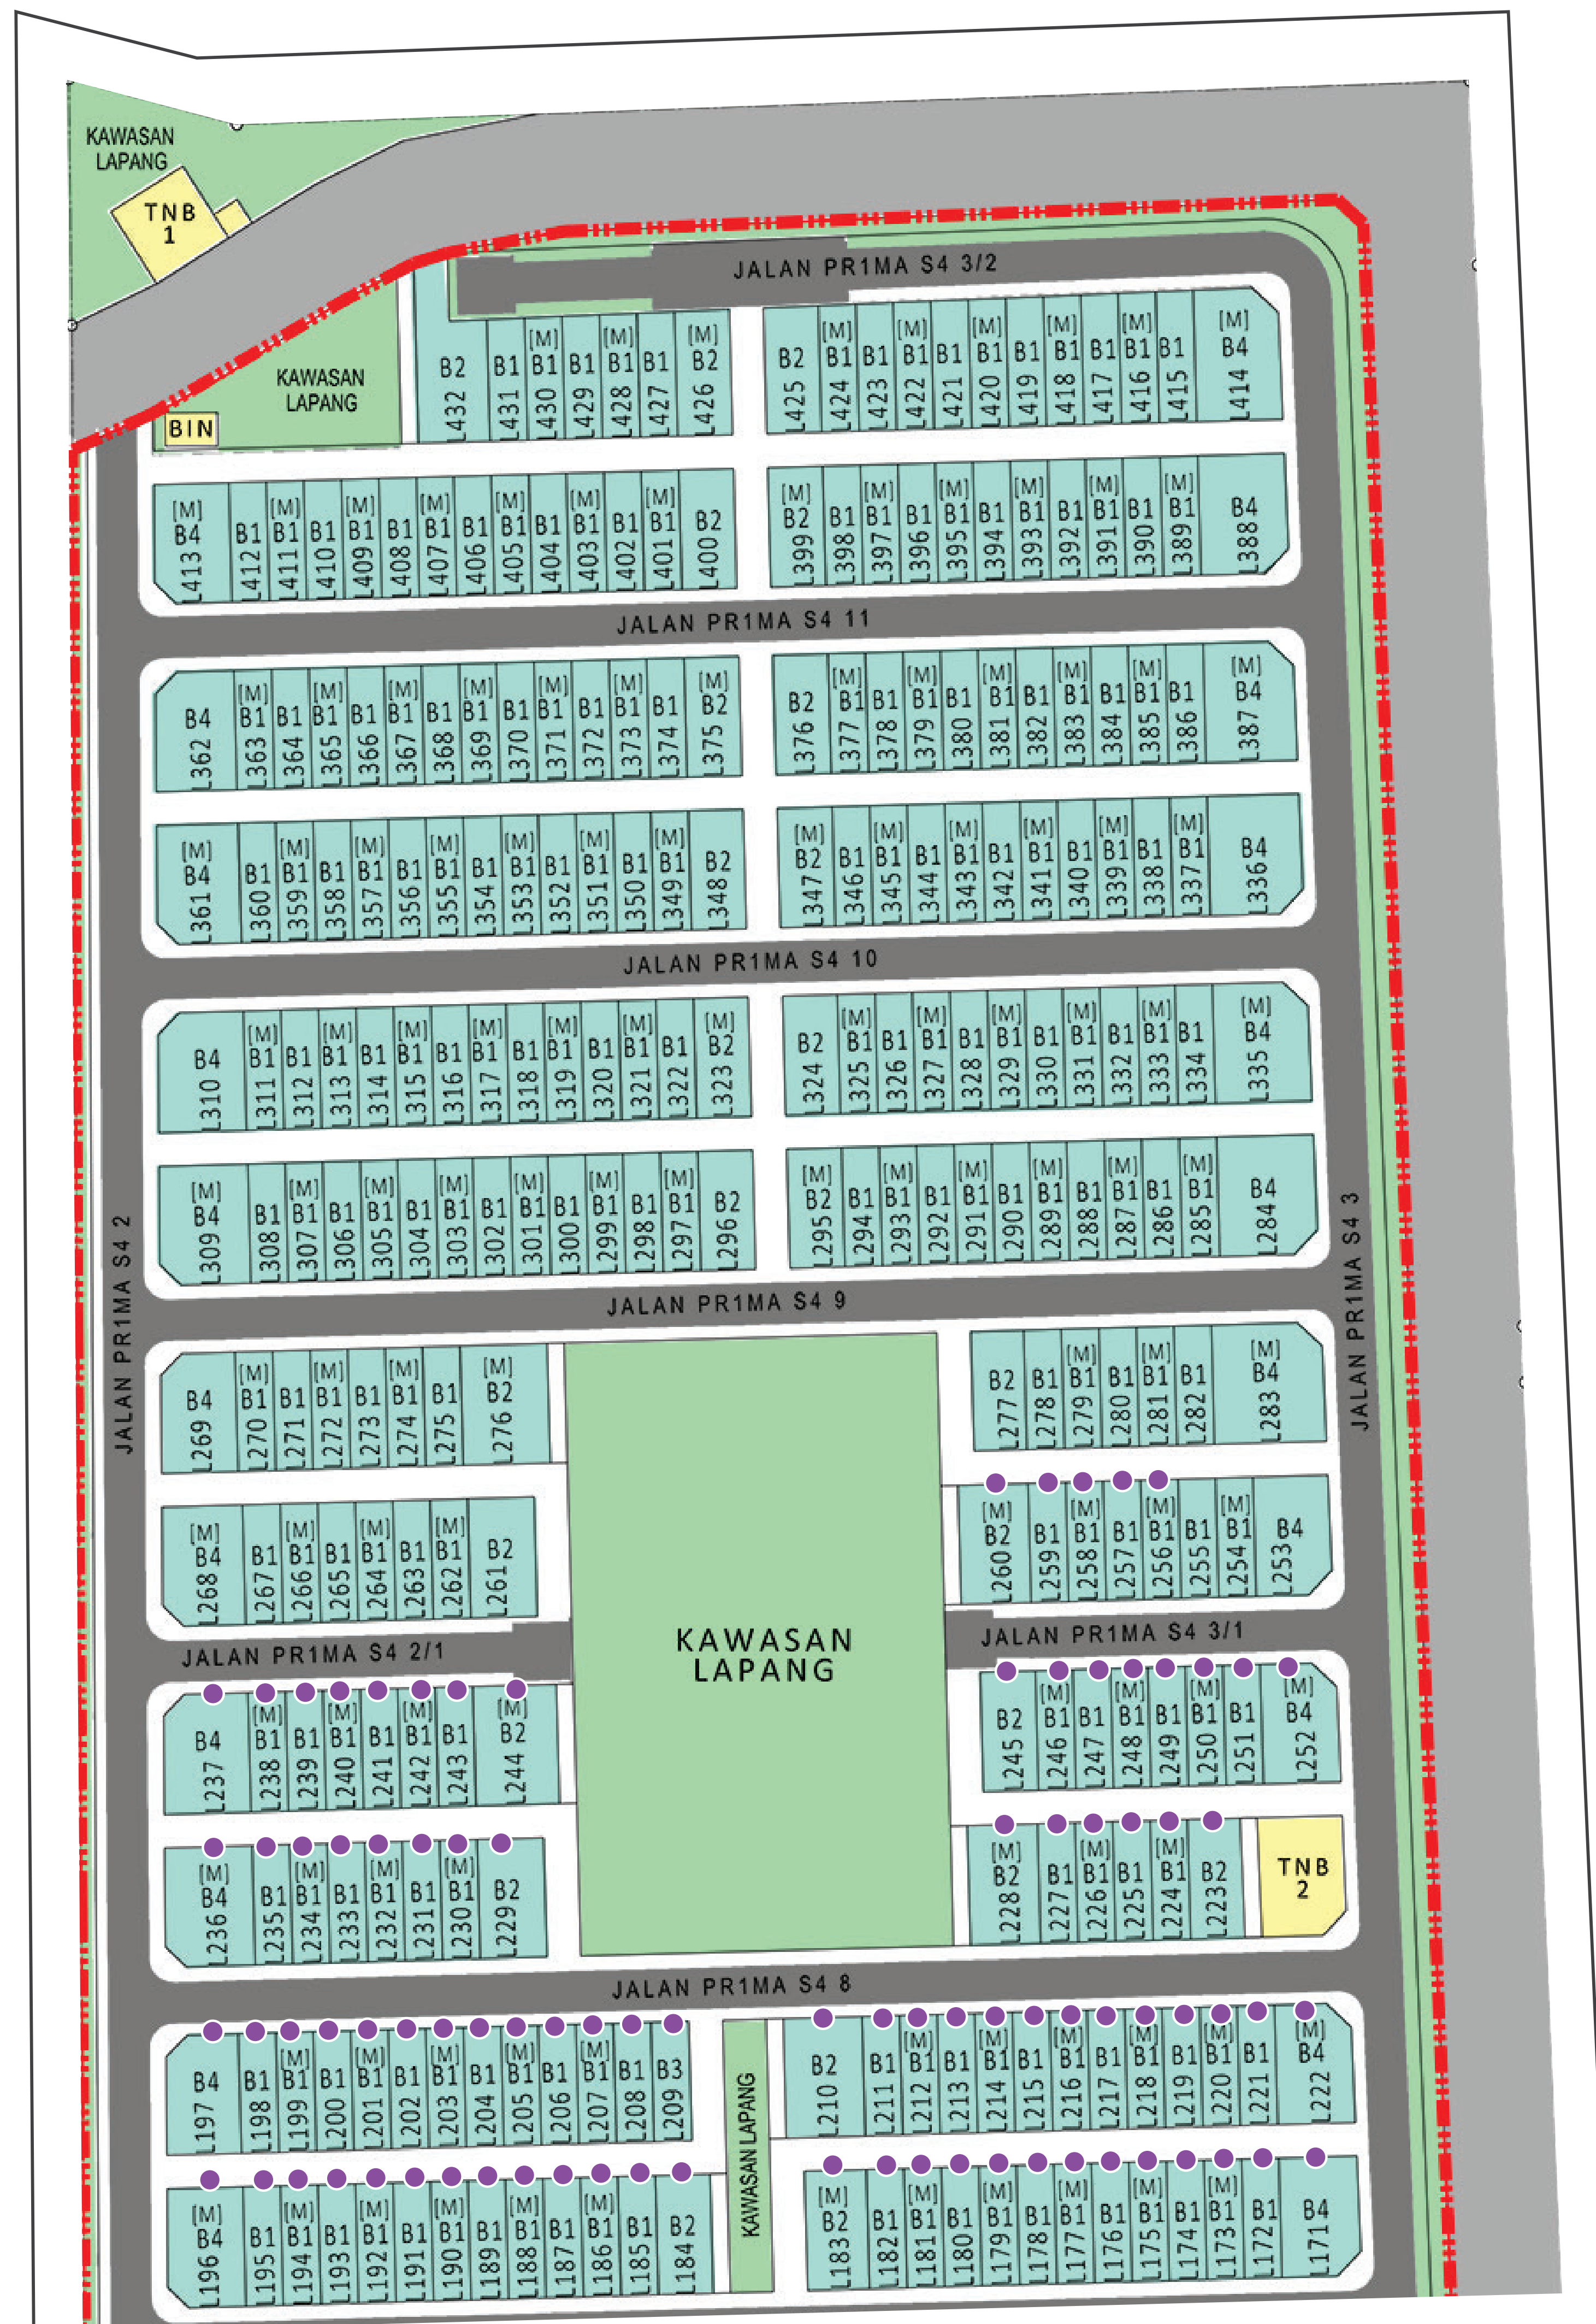 KAWASAN
LAPANG
TNB
1
JALAN PR1MA S4 3/2
KAWASAN
LAPANG
BIN
B2 L432
B1 L431
[M] B1 L430
B1 L429
[M] B1 L428
B1 L427
[M] B2 L426
B2 L425
[M] B1 L424
B1 L423
[M] B1 L422
B1 L421
[M] B1 L420
B1 L419
[M] B1 L418
B1 L417
[M] B1 L416
B1 L415
[M] B4 L414
[M] B4 L413
B1 L412
[M] B1 L411
B1 L410
[M] B1 L409
B1 L408
[M] B1 L407
B1 L406
[M] B1 L405
B1 L404
[M] B1 L403
B1 L402
[M] B1 L401
B2 L400
[M] B2 L399
B1 L398
[M] B1 L397
B1 L396
[M] B1 L395
B1 L394
[M] B1 L393
B1 L392
[M] B1 L391
B1 L390
[M] B1 L389
B4 L388
JALAN PR1MA S4 11
B4 L362
[M] B1 L363
B1 L364
[M] B1 L365
B1 L366
[M] B1 L367
B1 L368
[M] B1 L369
B1 L370
[M] B1 L371
B1 L372
[M] B1 L373
B1 L374
[M] B2 L375
B2 L376
[M] B1 L377
B1 L378
[M] B1 L379
B1 L380
[M] B1 L381
B1 L382
[M] B1 L383
B1 L384
[M] B1 L385
B1 L386
[M] B4 L387
[M] B4 L361
B1 L360
[M] B1 L359
B1 L358
[M] B1 L357
B1 L356
[M] B1 L355
B1 L354
[M] B1 L353
B1 L352
[M] B1 L351
B1 L350
[M] B1 L349
B2 L348
[M] B2 L347
B1 L346
[M] B1 L345
B1 L344
[M] B1 L343
B1 L342
[M] B1 L341
B1 L340
[M] B1 L339
B1 L338
[M] B1 L337
B4 L336
JALAN PR1MA S4 10
B4 L310
[M] B1 L311
B1 L312
[M] B1 L313
B1 L314
[M] B1 L315
B1 L316
[M] B1 L317
B1 L318
[M] B1 L319
B1 L320
[M] B1 L321
B1 L322
[M] B2 L323
B2 L324
[M] B1 L325
B1 L326
[M] B1 L327
B1 L328
[M] B1 L329
B1 L330
[M] B1 L331
B1 L332
[M] B1 L333
B1 L334
[M] B4 L335
[M] B4 L309
B1 L308
[M] B1 L307
B1 L306
[M] B1 L305
B1 L304
[M] B1 L303
B1 L302
[M] B1 L301
B1 L300
[M] B1 L299
B1 L298
[M] B1 L297
B2 L296
[M] B2 L295
B1 L294
[M] B1 L293
B1 L292
[M] B1 L291
B1 L290
[M] B1 L289
B1 L288
[M] B1 L287
B1 L286
[M] B1 L285
B4 L284
JALAN PR1MA S4 2
JALAN PR1MA S4 3
JALAN PR1MA S4 9
B4 L269
[M] B1 L270
B1 L271
[M] B1 L272
B1 L273
[M] B1 L274
B1 L275
[M] B2 L276
B2 L277
B1 L278
[M] B1 L279
B1 L280
[M] B1 L281
B1 L282
[M] B4 L283
[M] B4 L268
B1 L267
[M] B1 L266
B1 L265
[M] B1 L264
B1 L263
[M] B1 L262
B2 L261
[M] B2 L260
B1 L259
[M] B1 L258
B1 L257
[M] B1 L256
B1 L255
[M] B1 L254
B4 L253
KAWASAN
LAPANG
JALAN PR1MA S4 2/1
JALAN PR1MA S4 3/1
B4 L237
[M] B1 L238
B1 L239
[M] B1 L240
B1 L241
[M] B1 L242
B1 L243
[M] B2 L244
B2 L245
[M] B1 L246
B1 L247
[M] B1 L248
B1 L249
[M] B1 L250
B1 L251
[M] B4 L252
[M] B4 L236
B1 L235
[M] B1 L234
B1 L233
[M] B1 L232
B1 L231
[M] B1 L230
B2 L229
[M] B2 L228
B1 L227
[M] B1 L226
B1 L225
[M] B1 L224
B2 L223
TNB
2
JALAN PR1MA S4 8
B4 L197
B1 L198
[M] B1 L199
B1 L200
[M] B1 L201
B1 L202
[M] B1 L203
B1 L204
[M] B1 L205
B1 L206
[M] B1 L207
B1 L208
B3 L209
KAWASAN LAPANG
B2 L210
B1 L211
[M] B1 L212
B1 L213
[M] B1 L214
B1 L215
[M] B1 L216
B1 L217
[M] B1 L218
B1 L219
[M] B1 L220
B1 L221
[M] B4 L222
[M] B4 L196
B1 L195
[M] B1 L194
B1 L193
[M] B1 L192
B1 L191
[M] B1 L190
B1 L189
[M] B1 L188
B1 L187
[M] B1 L186
B1 L185
B2 L184
[M] B2 L183
B1 L182
[M] B1 L181
B1 L180
[M] B1 L179
B1 L178
[M] B1 L177
B1 L176
[M] B1 L175
B1 L174
[M] B1 L173
B1 L172
B4 L171